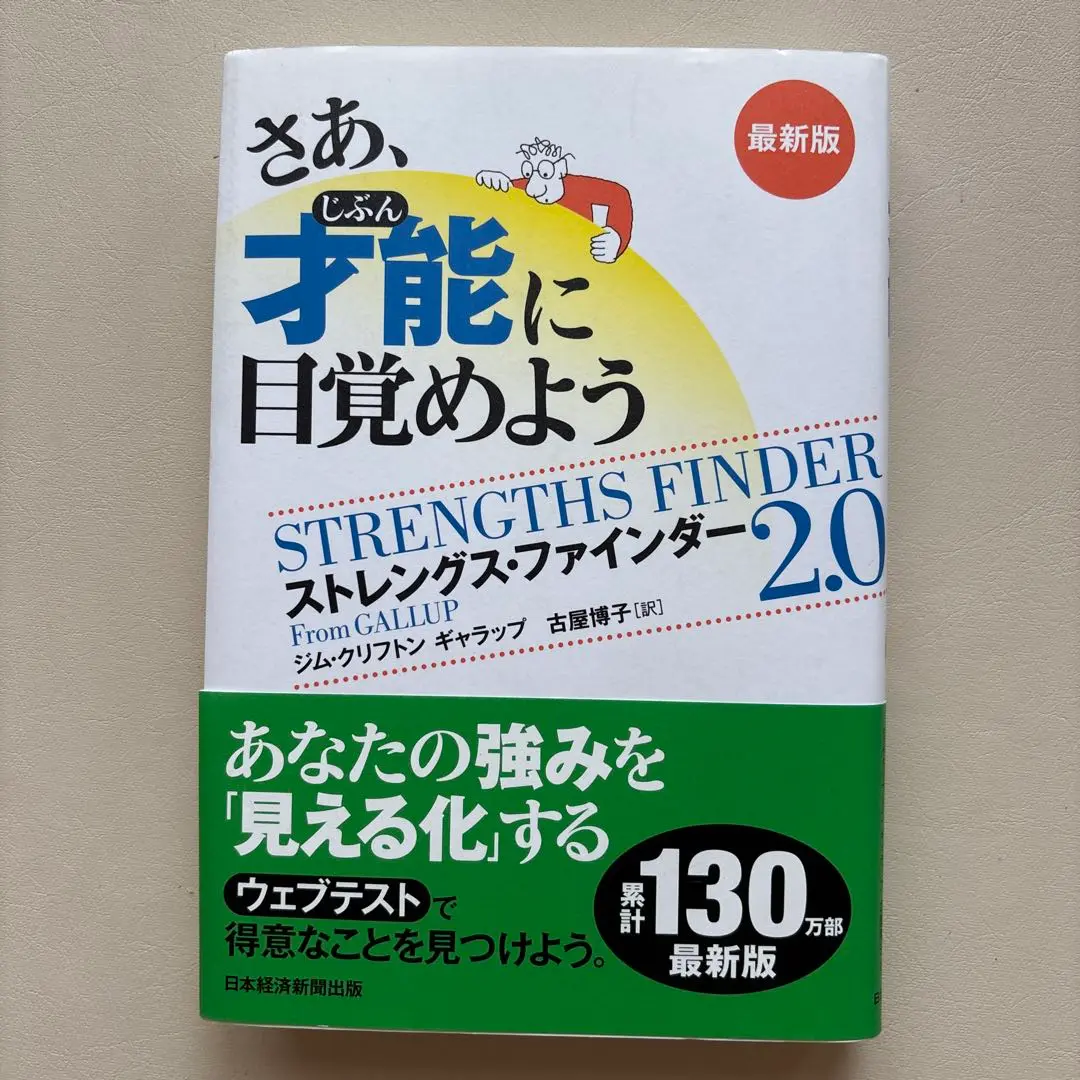 最新版
さあ、
じぶん
才能に
目覚めよう
STRENGTHS FINDER
ストレングス・ファインダー 2.0
From GALLUP
ジム・クリフトン ギャラップ 古屋博子[訳]
あなたの強みを
「見える化」する
ウェブテストで
得意なことを見つけよう。
累計130万部
最新版
日本経済新聞出版